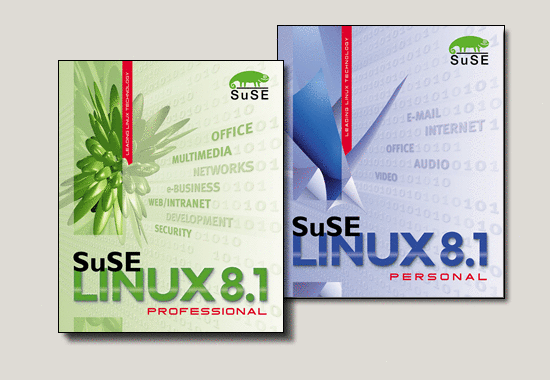 LEADING LINUX TECHNOLOGY
SuSE
OFFICE
MULTIMEDIA
NETWORKS
e-BUSINESS
WEB/INTRANET
DEVELOPMENT
SECURITY
SuSE
LINUX 8.1
PROFESSIONAL
LEADING LINUX TECHNOLOGY
SuSE
E-MAIL
INTERNET
OFFICE
AUDIO
VIDEO
SuSE
LINUX 8.1
PERSONAL